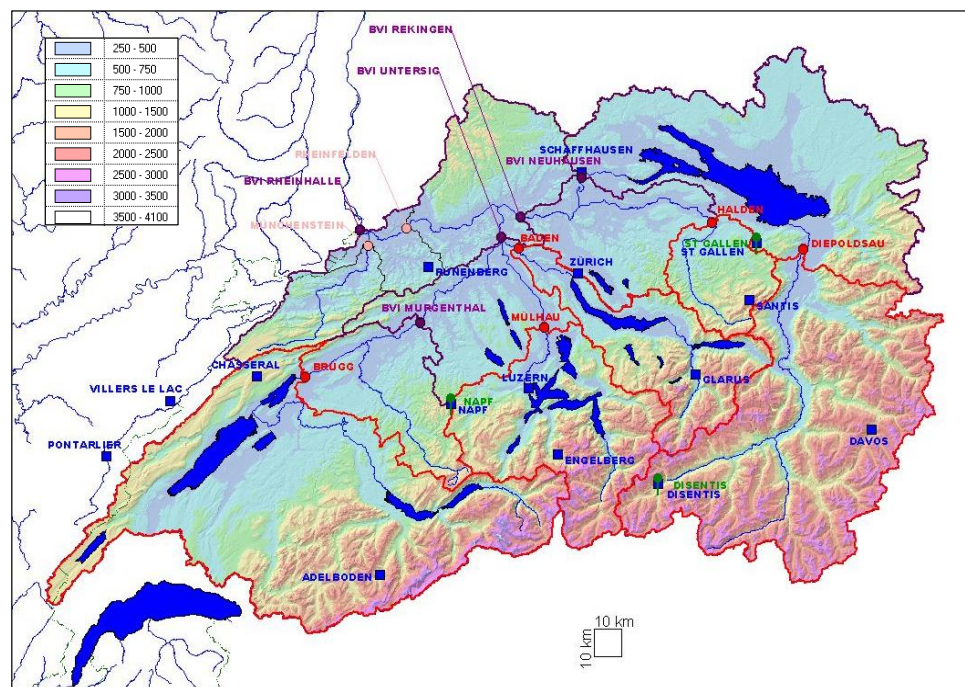 BVI REKINGEN
250 - 500
500 - 750
750 - 1000
1000 - 1500
1500 - 2000
2000 - 2500
2500 - 3000
3000 - 3500
3500 - 4100
BVI UNTERSIG
SCHAFFHAUSEN
RHEINFELDEN
BVI NEUHAUSEN
BVI RHEINHALLE
MUNCHENSTEIN
HALDEN
BADEN
ST GALLEN
ST GALLEN
DIEPOLDSAU
ZÜRICH
RUNENBERG
SANTIS
BVI MURGENTHAL
MÜLHAU
BRÜGG
CHASSERAL
GLARUS
VILLERS LE LAC
LUZERN
NAPF
NAPF
DAVOS
PONTARLIER
ENGELBERG
DISENTIS
DISENTIS
ADELBODEN
10 km
10 km